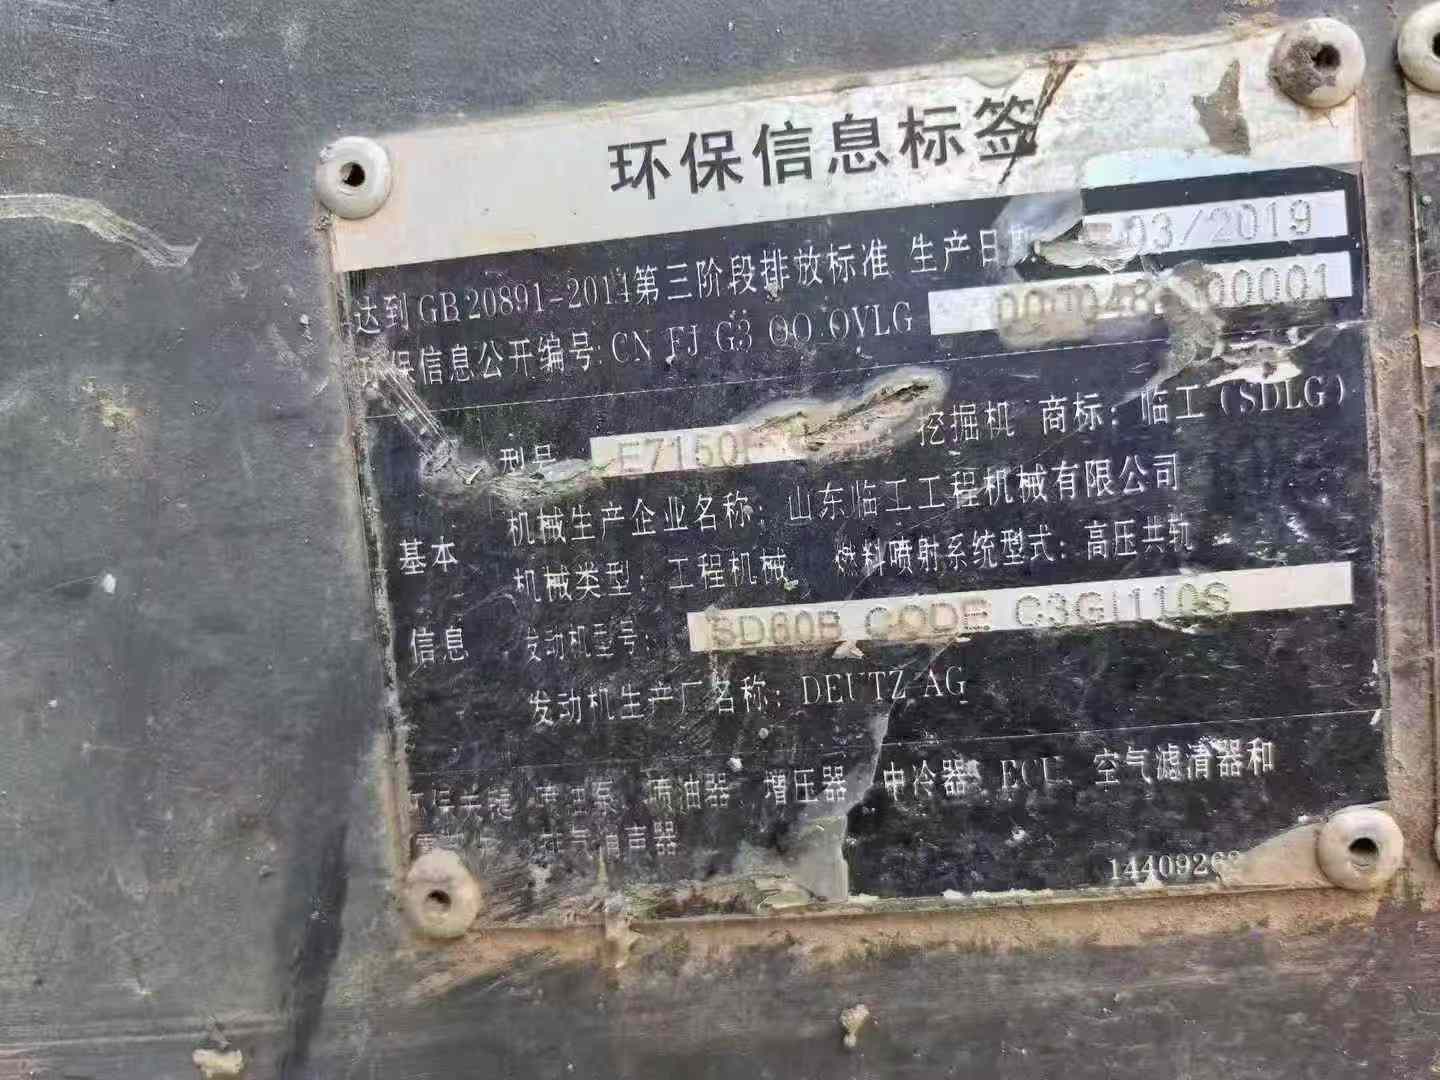 环保信息标签
达到GB 20891-2014第三阶段排放标准 生产日期 03/2019
环保信息公开编号: CN FJ G3 OO OVLG 00001
型号 挖掘机 商标: 临工(SDLG)
机械生产企业名称: 山东临工工程机械有限公司
基本
机械类型: 工程机械 燃料喷射系统型式: 高压共轨
信息
发动机型号: CODE
发动机生产厂名称: DEUTZ AG
喷油器 增压器 中冷器 ECU 空气滤清器和
排气消声器